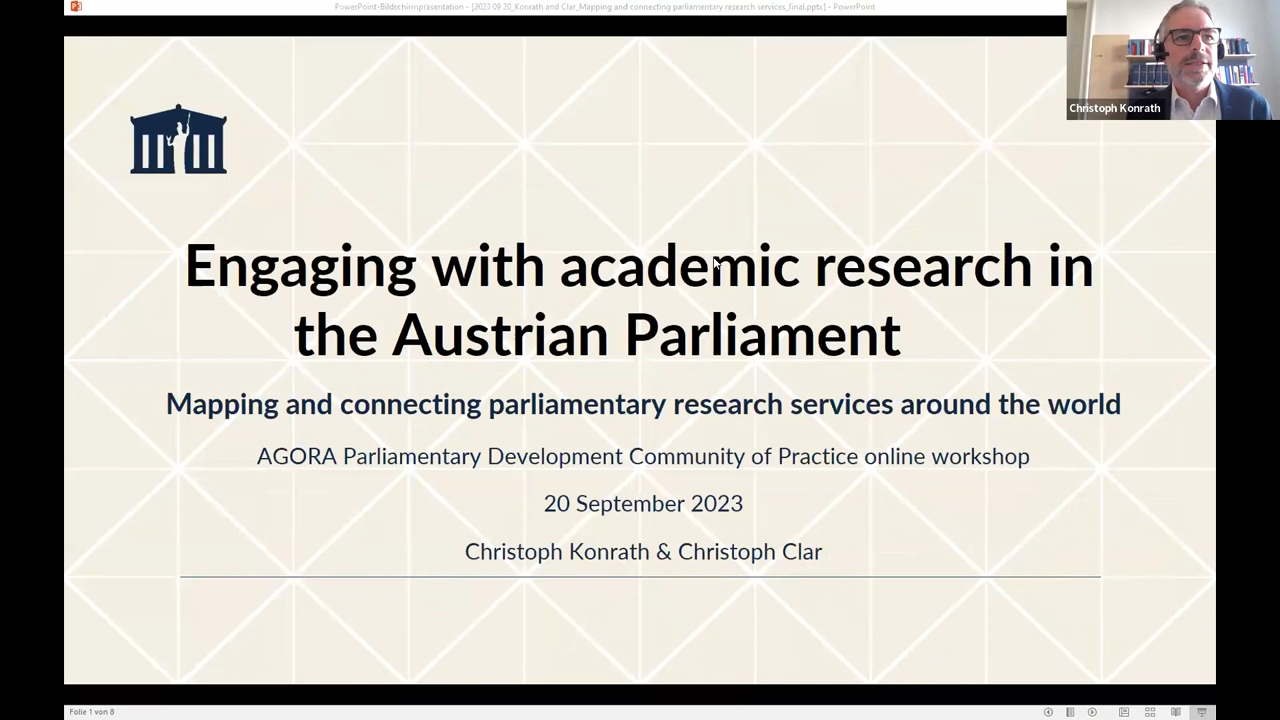 PowerPoint-Bildschirmpräsentation - [2023 09 20_Konrath and Clar_Mapping and connecting parliamentary research services_final.pptx] - PowerPoint
Christoph Konrath
Engaging with academic research in
the Austrian Parliament
Mapping and connecting parliamentary research services around the world
AGORA Parliamentary Development Community of Practice online workshop
20 September 2023
Christoph Konrath & Christoph Clar
Folie 1 von 8